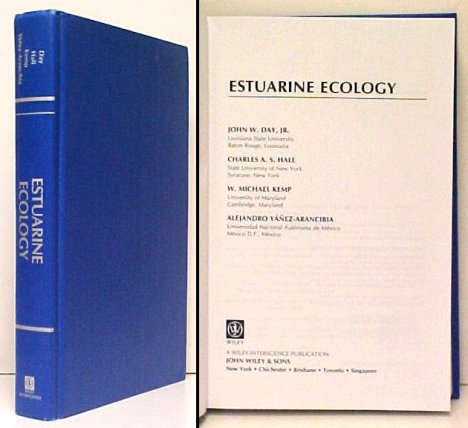 Day
Hall
Kemp
Yáñez-Arancibia
ESTUARINE
ECOLOGY
ESTUARINE ECOLOGY
JOHN W. DAY, JR.
Louisiana State University
Baton Rouge, Louisiana
CHARLES A. S. HALL
State University of New York
Syracuse, New York
W. MICHAEL KEMP
University of Maryland
Cambridge, Maryland
ALEJANDRO YÁÑEZ-ARANCIBIA
Universidad Nacional Autónoma de México
México D.F., México
WILEY
A WILEY-INTERSCIENCE PUBLICATION
JOHN WILEY & SONS
New York • Chichester • Brisbane • Toronto • Singapore